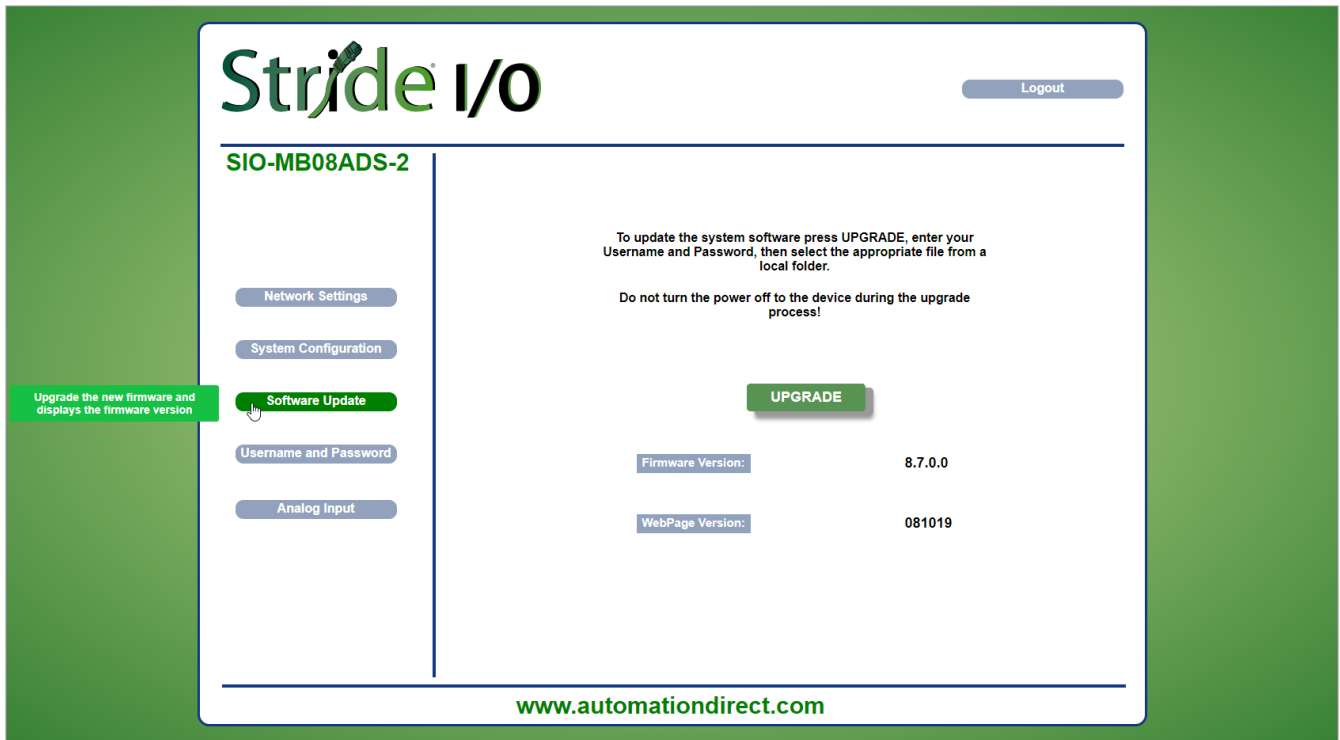 Stride I/O
Logout
SIO-MB08ADS-2
To update the system software press UPGRADE, enter your
Username and Password, then select the appropriate file from a
local folder.
Do not turn the power off to the device during the upgrade
process!
Network Settings
System Configuration
Upgrade the new firmware and
displays the firmware version
Software Update
UPGRADE
Username and Password
Firmware Version: 8.7.0.0
Analog Input
WebPage Version: 081019
www.automationdirect.com